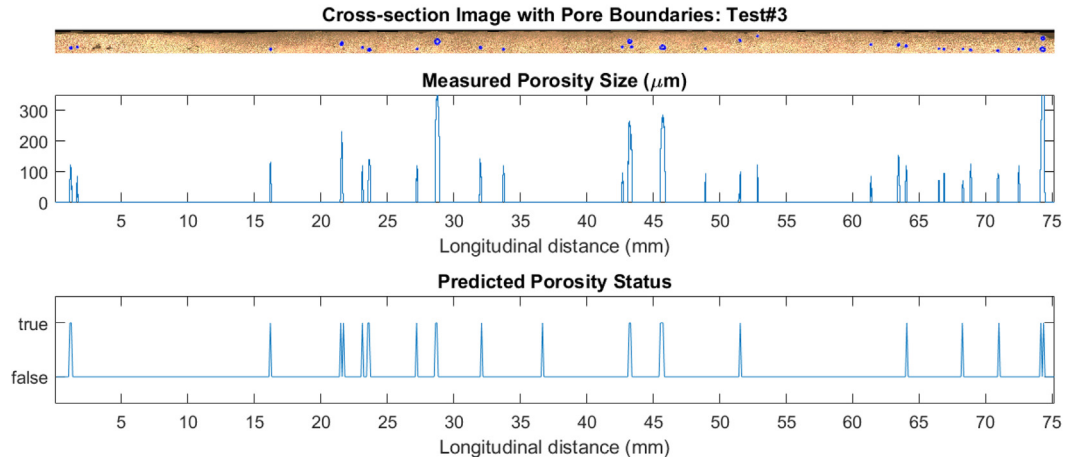 Cross-section Image with Pore Boundaries: Test#3
Measured Porosity Size (μm)
300
200
100
0
5 10 15 20 25 30 35 40 45 50 55 60 65 70 75
Longitudinal distance (mm)
Predicted Porosity Status
true
false
5 10 15 20 25 30 35 40 45 50 55 60 65 70 75
Longitudinal distance (mm)